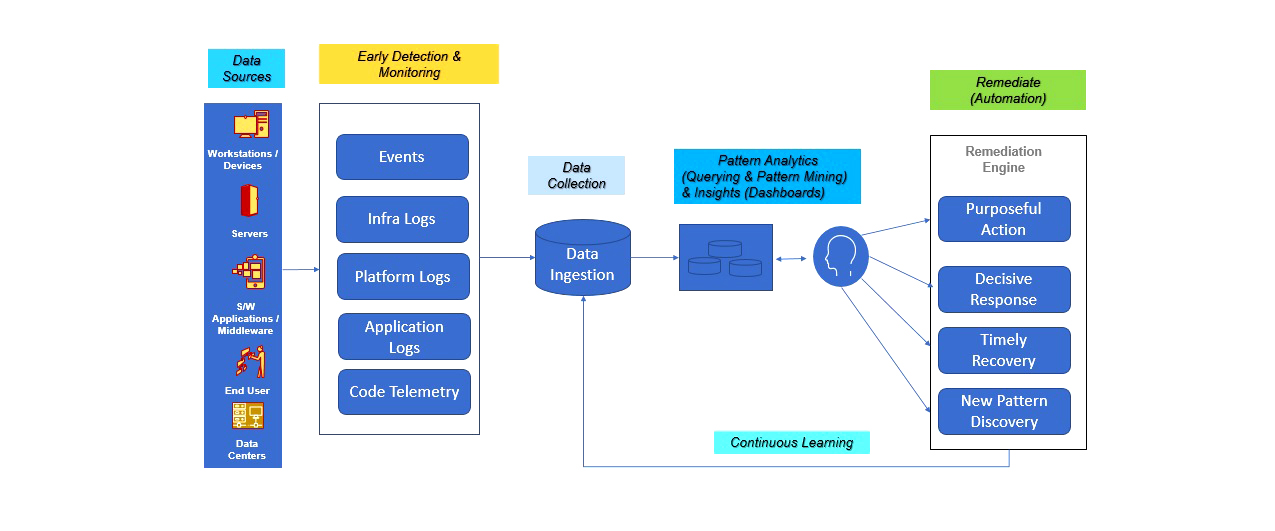 Data
Sources
Workstations /
Devices
Servers
S/W
Applications /
Middleware
End User
Data
Centers
Early Detection &
Monitoring
Events
Infra Logs
Platform Logs
Application
Logs
Code Telemetry
Data
Collection
Data
Ingestion
Pattern Analytics
(Querying & Pattern Mining)
& Insights (Dashboards)
Remediate
(Automation)
Remediation
Engine
Purposeful
Action
Decisive
Response
Timely
Recovery
New Pattern
Discovery
Continuous Learning